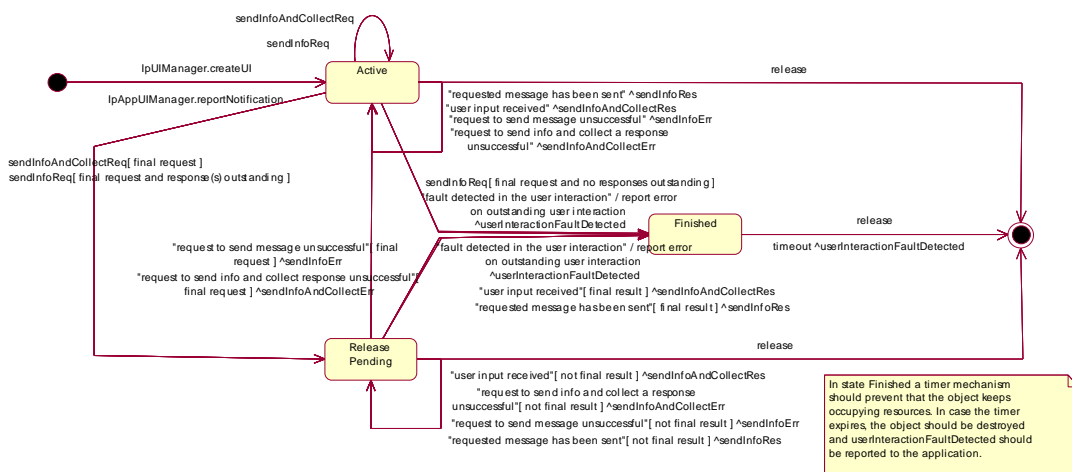 sendInfoAndCollectReq
sendInfoReq
IpUIManager.createUI
Active
release
IpAppUIManager.reportNotification
"requested message has been sent" ^sendInfoRes
"user input received" ^sendInfoAndCollectRes
"request to send message unsuccessful" ^sendInfoErr
"request to send info and collect a response
unsuccessful" ^sendInfoAndCollectErr
sendInfoAndCollectReq[ final request ]
sendInfoReq[ final request and response(s) outstanding ]
sendInfoReq[ final request and no responses outstanding ]
"fault detected in the user interaction" / report error
on outstanding user interaction
^userInteractionFaultDetected
Finished
release
timeout ^userInteractionFaultDetected
"request to send message unsuccessful"[ final
request ] ^sendInfoErr
"request to send info and collect response unsuccessful"[
final request ] ^sendInfoAndCollectErr
"fault detected in the user interaction" / report error
on outstanding user interaction
^userInteractionFaultDetected
"user input received"[ final result ] ^sendInfoAndCollectRes
"requested message has been sent"[ final result ] ^sendInfoRes
Release
Pending
release
"user input received"[ not final result ] ^sendInfoAndCollectRes
"request to send info and collect a response
unsuccessful"[ not final result ] ^sendInfoAndCollectErr
"request to send message unsuccessful"[ not final result ] ^sendInfoErr
"requested message has been sent"[ not final result ] ^sendInfoRes
In state Finished a timer mechanism
should prevent that the object keeps
occupying resources. In case the timer
expires, the object should be destroyed
and userInteractionFaultDetected should
be reported to the application.